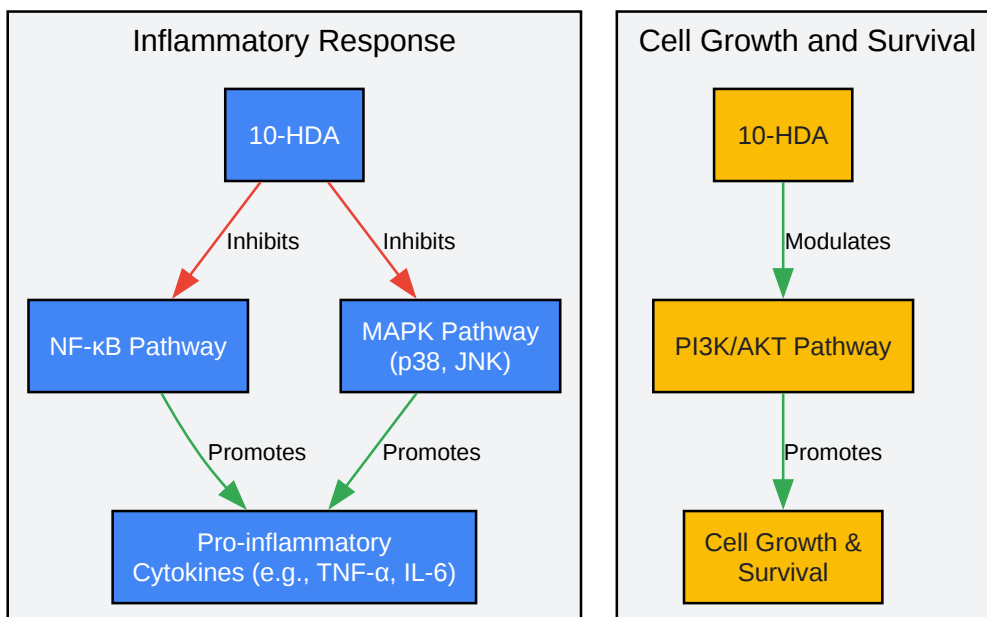 Inflammatory Response
10-HDA
Inhibits
Inhibits
NF-κB Pathway
MAPK Pathway
(p38, JNK)
Promotes
Promotes
Pro-inflammatory
Cytokines (e.g., TNF-α, IL-6)
Cell Growth and Survival
10-HDA
Modulates
PI3K/AKT Pathway
Promotes
Cell Growth &
Survival